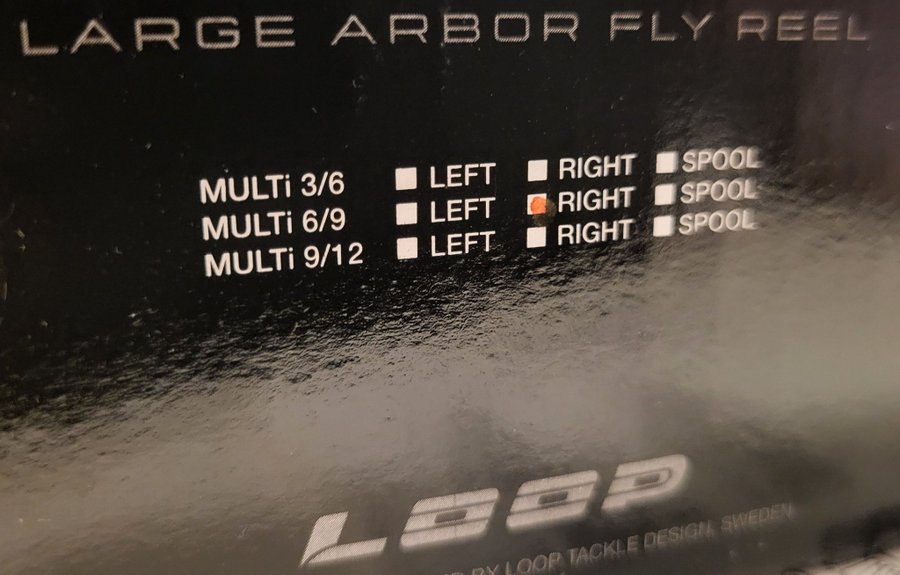 LARGE ARBOR FLY REEL
MULTi 3/6 LEFT RIGHT SPOOL
MULTi 6/9 LEFT RIGHT SPOOL
MULTi 9/12 LEFT RIGHT SPOOL
LOOP
BY LOOP TACKLE DESIGN, SWEDEN